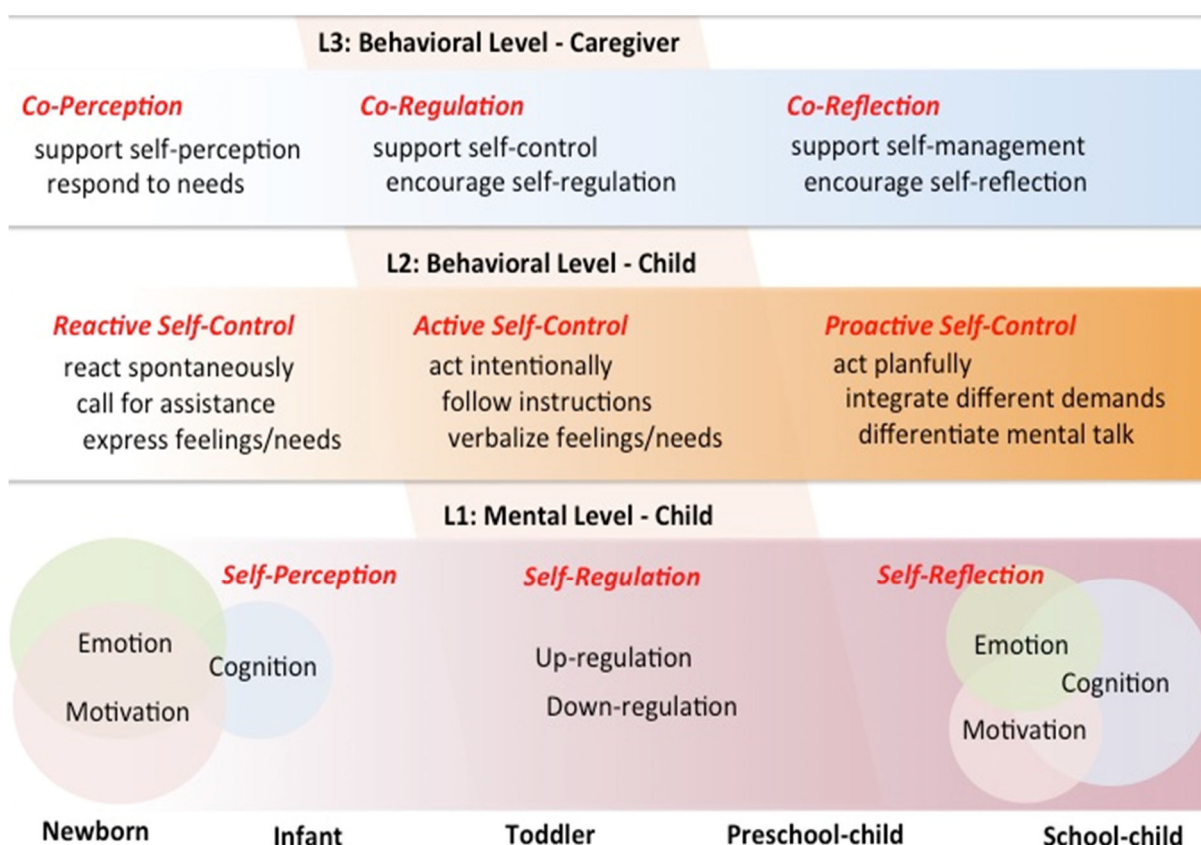 L3: Behavioral Level - Caregiver
Co-Perception
support self-perception
respond to needs
Co-Regulation
support self-control
encourage self-regulation
Co-Reflection
support self-management
encourage self-reflection
L2: Behavioral Level - Child
Reactive Self-Control
react spontaneously
call for assistance
express feelings/needs
Active Self-Control
act intentionally
follow instructions
verbalize feelings/needs
Proactive Self-Control
act planfully
integrate different demands
differentiate mental talk
L1: Mental Level - Child
Self-Perception
Emotion
Cognition
Motivation
Self-Regulation
Up-regulation
Down-regulation
Self-Reflection
Emotion
Cognition
Motivation
Newborn
Infant
Toddler
Preschool-child
School-child